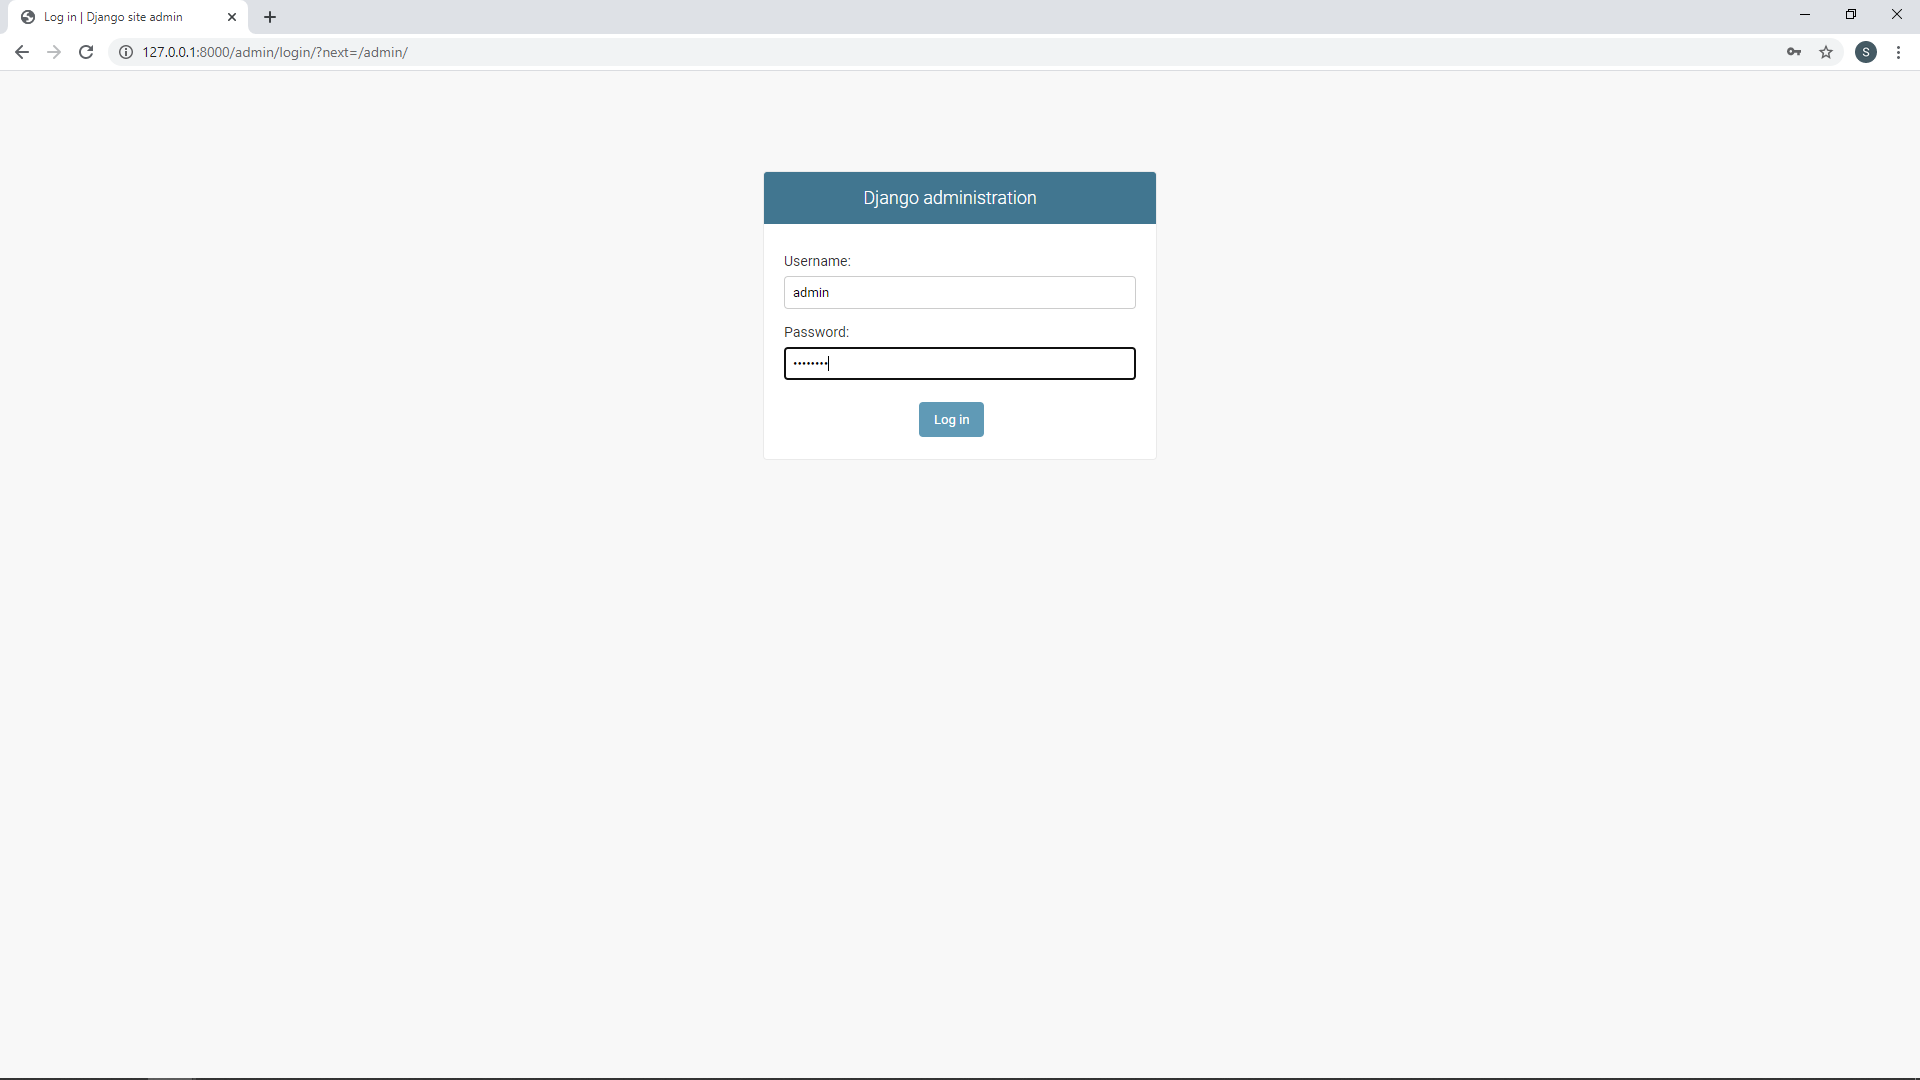 Log in | Django site admin
127.0.0.1:8000/admin/login/?next=/admin/
S
Django administration
Username:
admin
Password:
••••••••
Log in